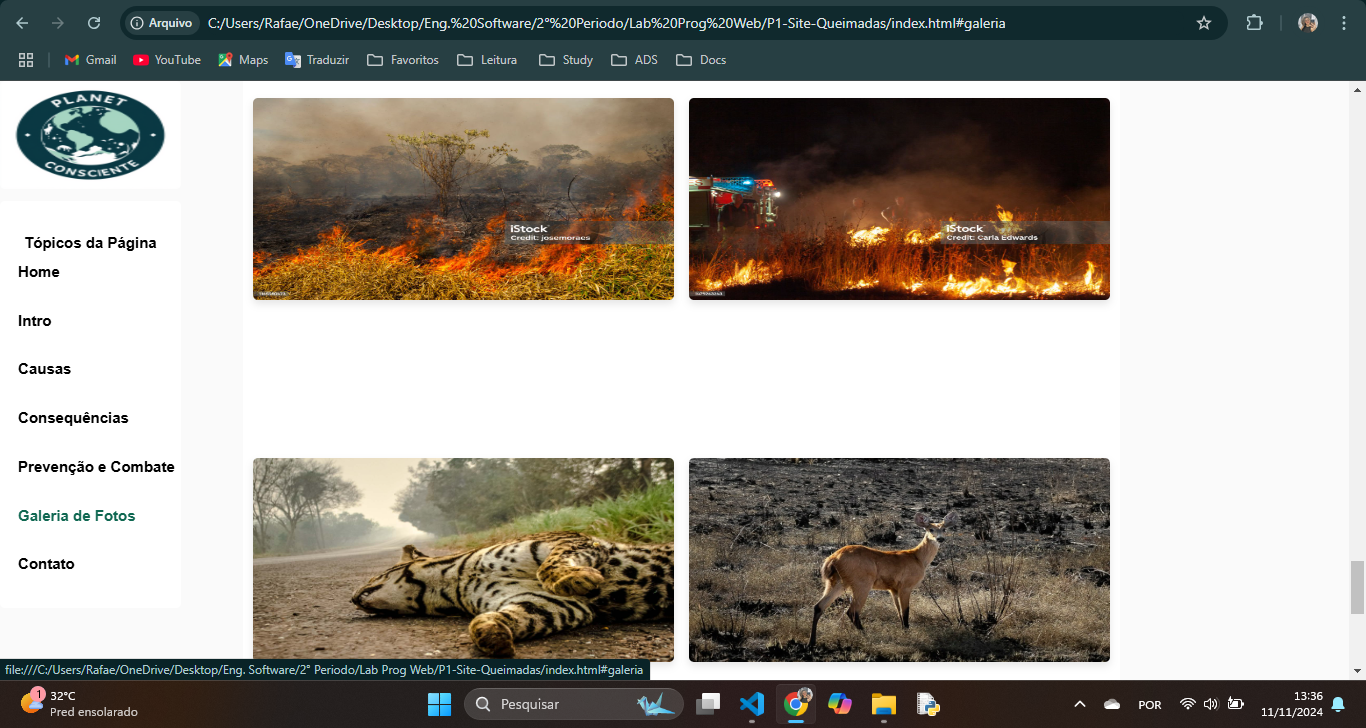 Arquivo
C:/Users/Rafae/OneDrive/Desktop/Eng.%20Software/2°%20Periodo/Lab%20Prog%20Web/P1-Site-Queimadas/index.html#galeria
Gmail
YouTube
Maps
Traduzir
Favoritos
Leitura
Study
ADS
Docs
PLANET
CONSCIENTE
Tópicos da Página
Home
Intro
Causas
Consequências
Prevenção e Combate
Galeria de Fotos
Contato
iStock
Credit: josemoraes
iStock
Credit: Carla Edwards
file:///C:/Users/Rafae/OneDrive/Desktop/Eng. Software/2° Periodo/Lab Prog Web/P1-Site-Queimadas/index.html#galeria
1
32°C
Pred ensolarado
Pesquisar
POR
13:36
11/11/2024